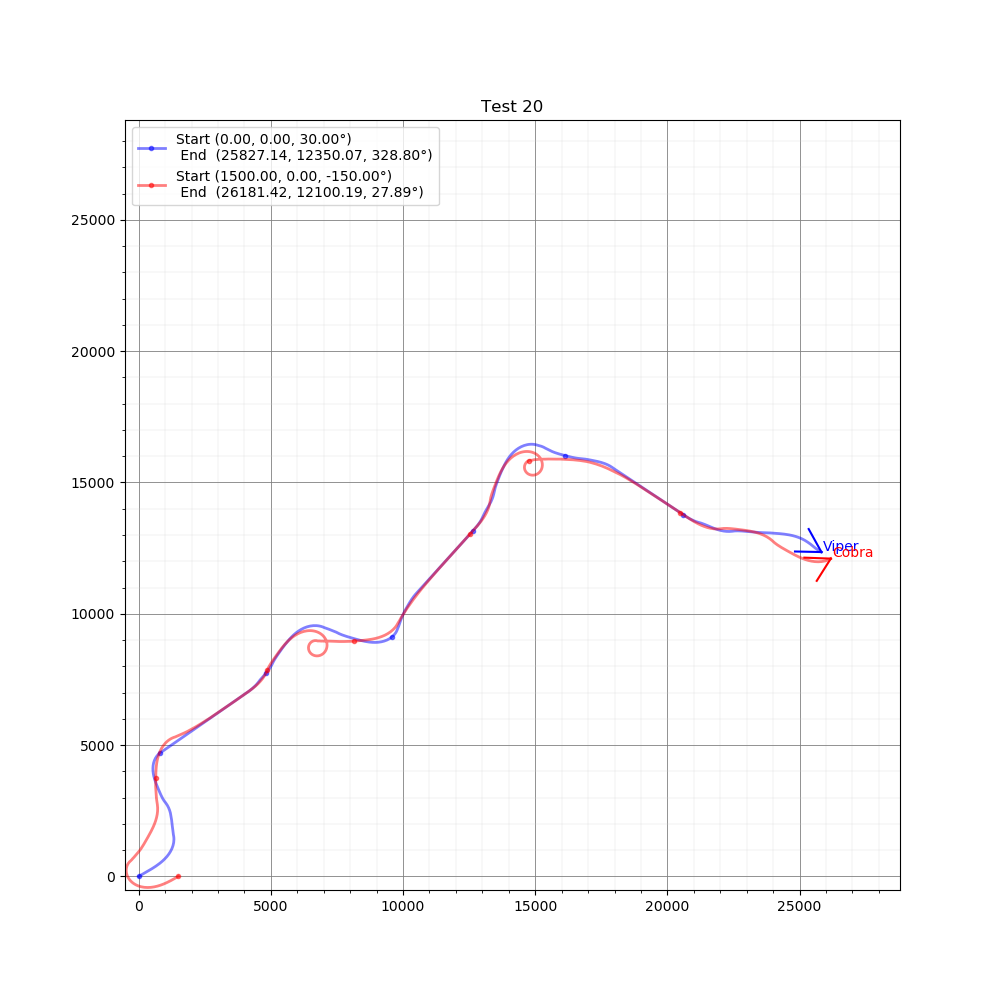 Test 20
Start (0.00, 0.00, 30.00°)
End (25827.14, 12350.07, 328.80°)
Start (1500.00, 0.00, -150.00°)
End (26181.42, 12100.19, 27.89°)
25000
20000
15000
10000
5000
0
Viper
Cobra
0 5000 10000 15000 20000 25000